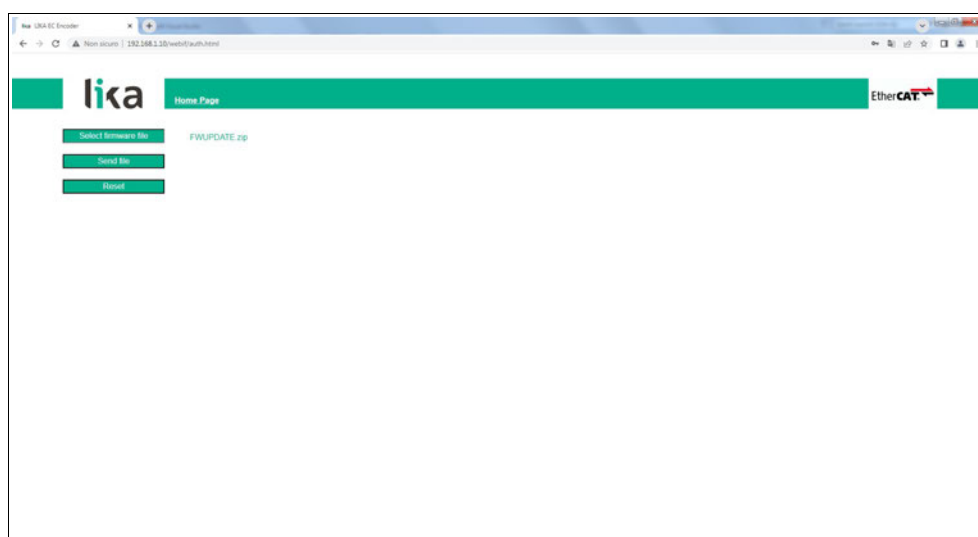 lika LIKA EC Encoder
Non sicuro | 192.168.1.10/webif/auth.html
lika
Home Page
EtherCAT
Select firmware file
FWUPDATE.zip
Send file
Reset